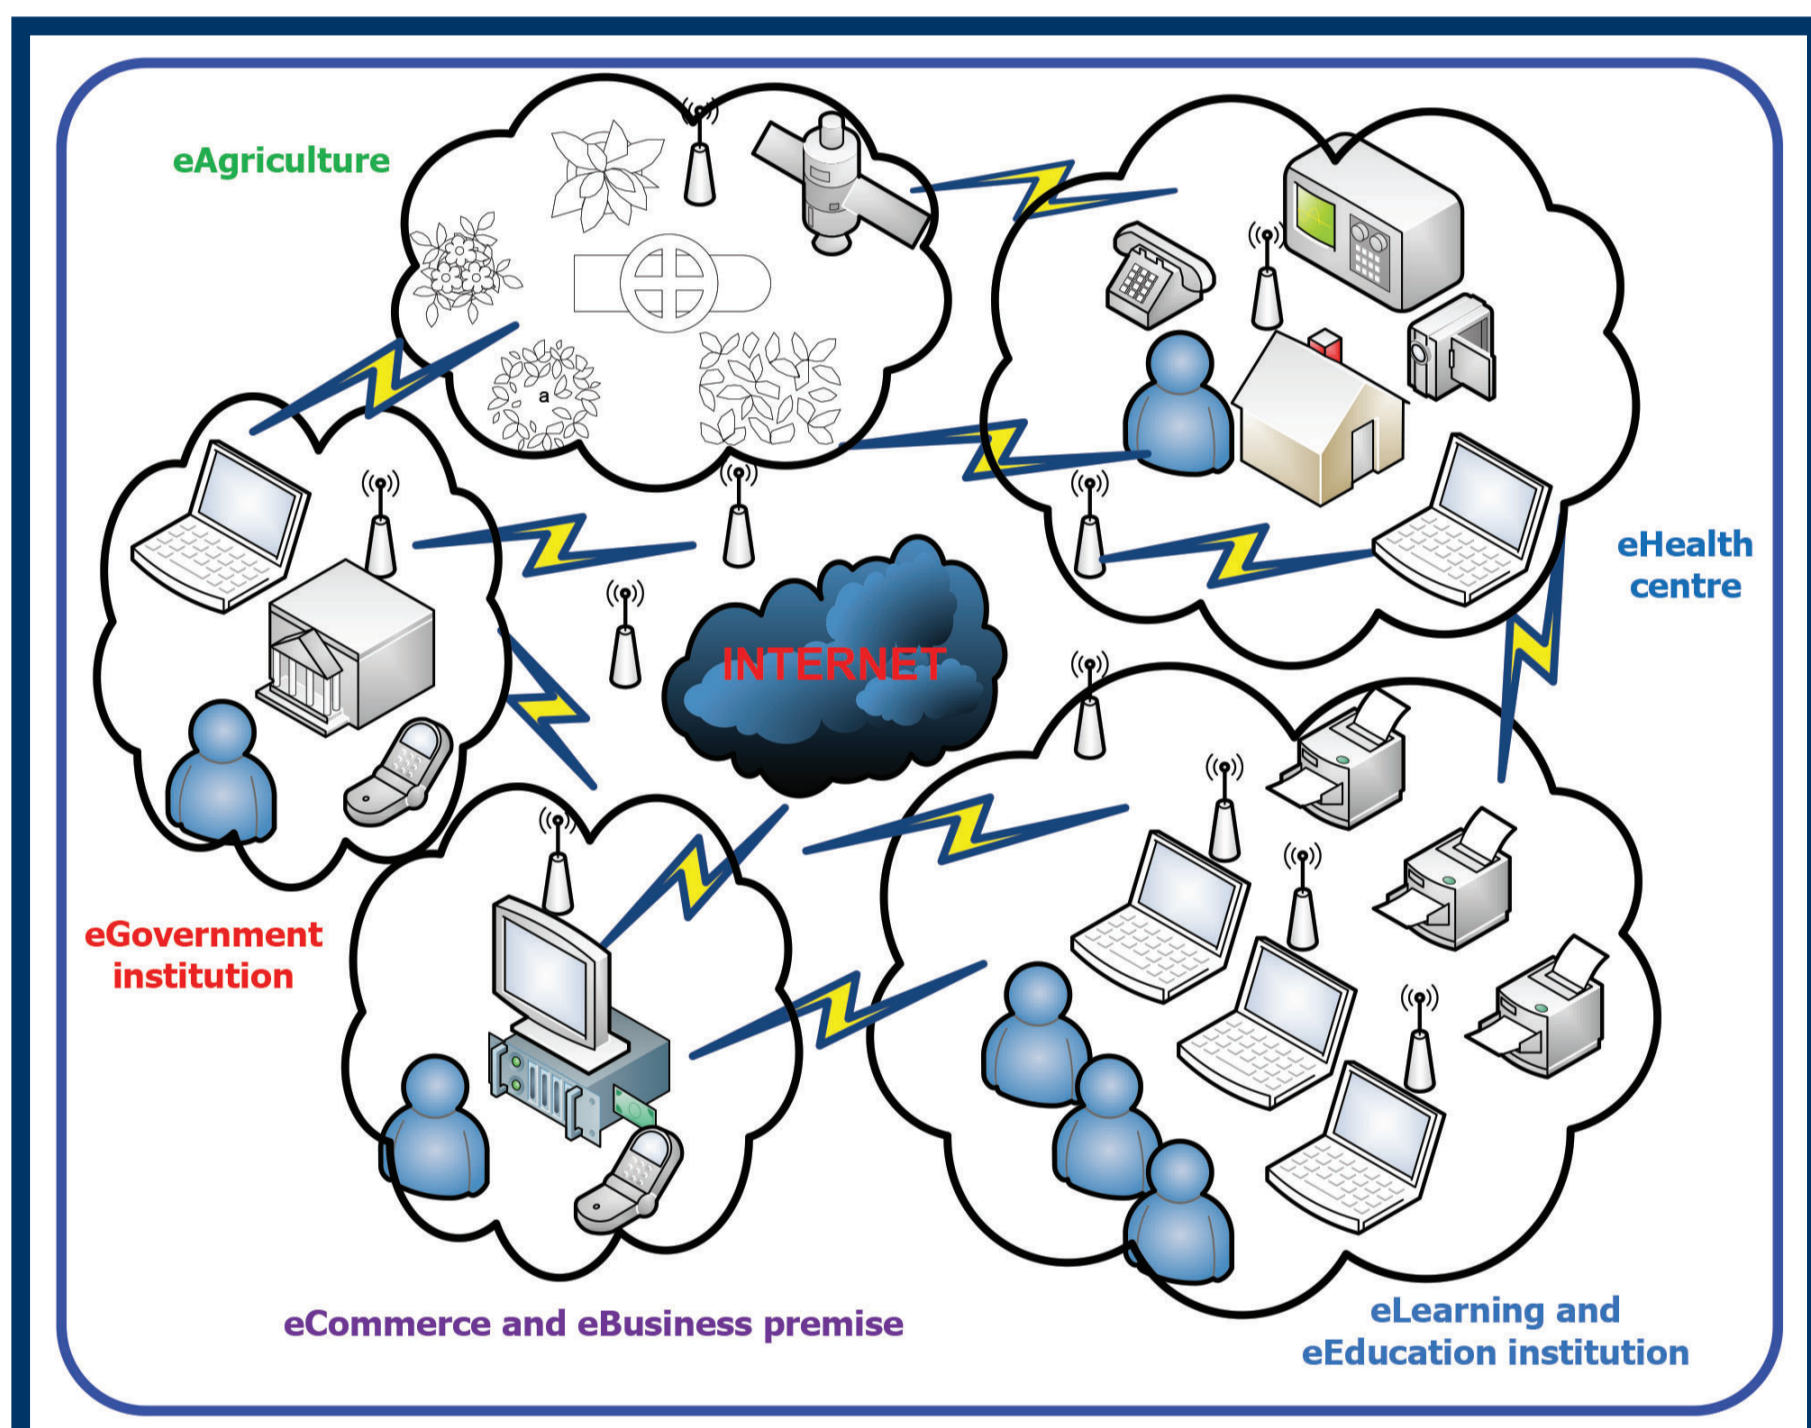 eAgriculture
a
eHealth
centre
INTERNET
eGovernment
institution
eCommerce and eBusiness premise
eLearning and
eEducation institution